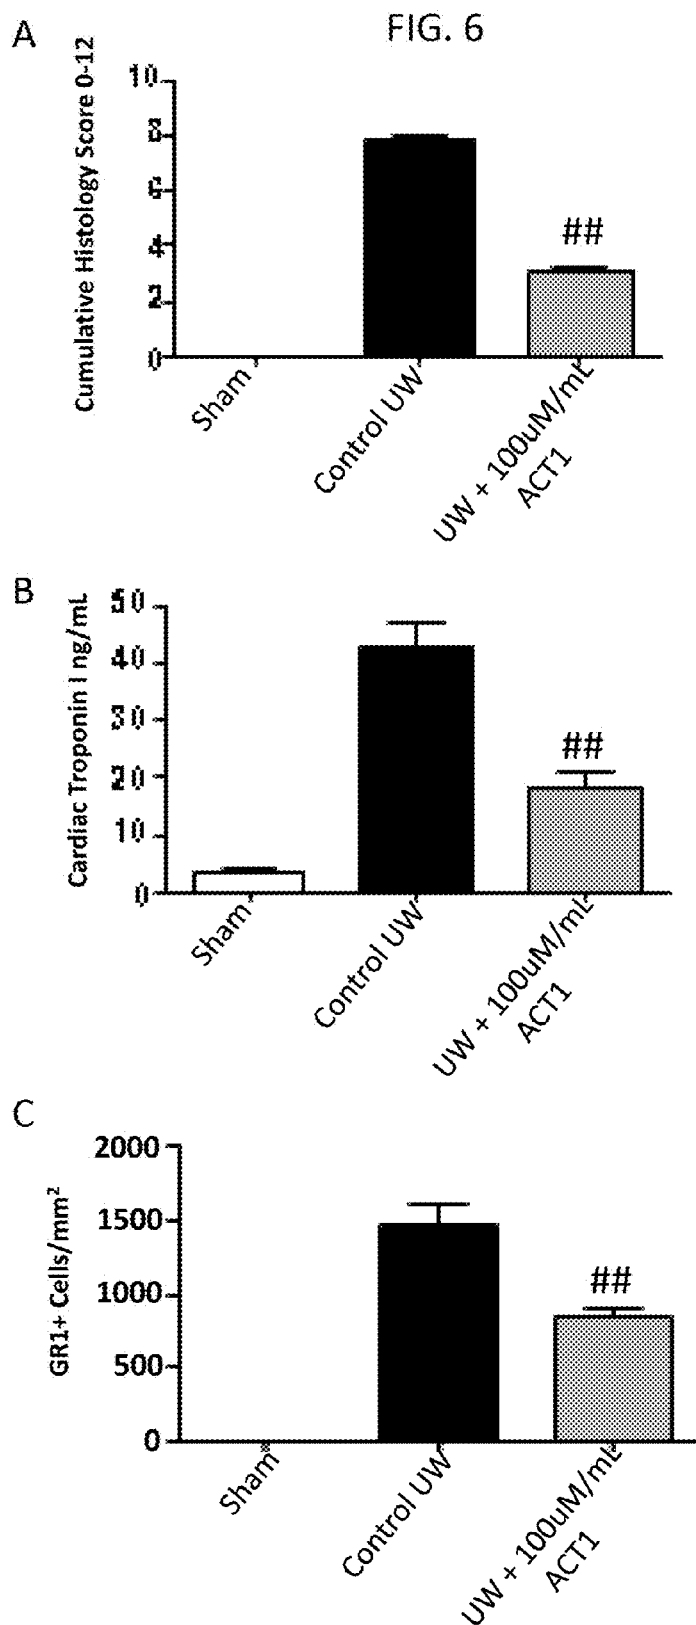 FIG. 6
A
Cumulative Histology Score 0-12
10
8
6
4
2
0
Sham
Control UW
UW + 100uM/mL
ACT1
##
B
Cardiac Troponin I ng/mL
50
40
30
20
10
0
Sham
Control UW
UW + 100uM/mL
ACT1
##
C
GR1+ Cells/mm²
2000
1500
1000
500
0
Sham
Control UW
UW + 100uM/mL
ACT1
##